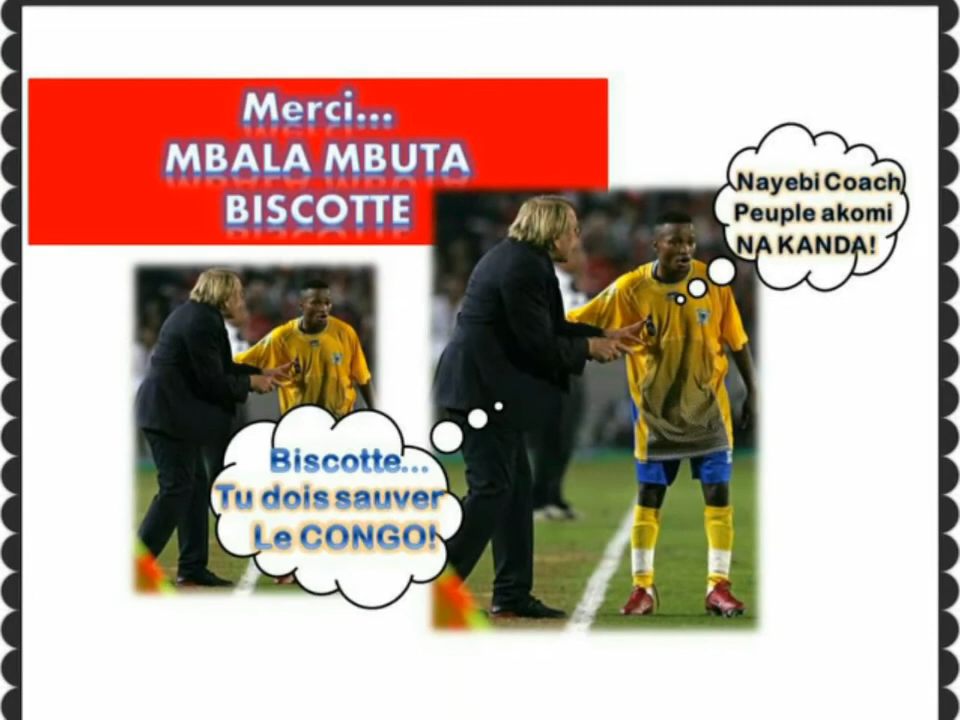 Merci...
MBALA MBUTA
BISCOTTE
Nayebi Coach
Peuple akomi
NA KANDA!
Biscotte...
Tu dois sauver
Le CONGO!